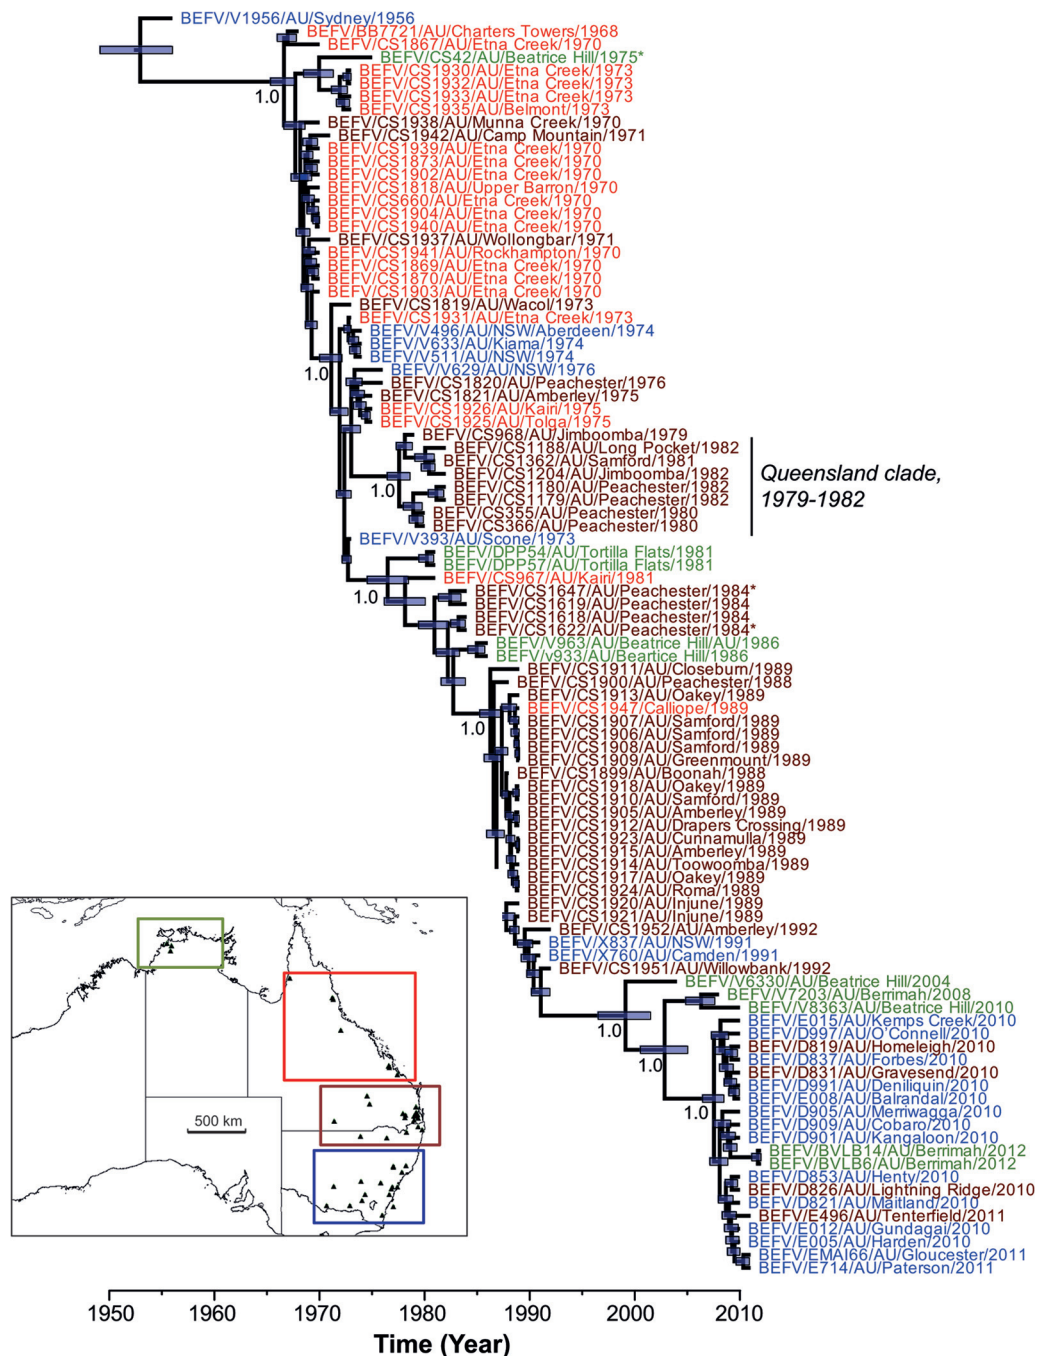 BEFV/V1956/AU/Sydney/1956
BEFV/BB7721/AU/Charters Towers/1968
BEFV/CS1867/AU/Etna Creek/1970
BEFV/CS42/AU/Beatrice Hill/1975*
BEFV/CS1930/AU/Etna Creek/1973
BEFV/CS1932/AU/Etna Creek/1973
BEFV/CS1933/AU/Etna Creek/1973
BEFV/CS1935/AU/Belmont/1973
1.0
BEFV/CS1938/AU/Munna Creek/1970
BEFV/CS1942/AU/Camp Mountain/1971
BEFV/CS1939/AU/Etna Creek/1970
BEFV/CS1873/AU/Etna Creek/1970
BEFV/CS1902/AU/Etna Creek/1970
BEFV/CS1818/AU/Upper Barron/1970
BEFV/CS660/AU/Etna Creek/1970
BEFV/CS1904/AU/Etna Creek/1970
BEFV/CS1940/AU/Etna Creek/1970
BEFV/CS1937/AU/Wollongbar/1971
BEFV/CS1941/AU/Rockhampton/1970
BEFV/CS1869/AU/Etna Creek/1970
BEFV/CS1870/AU/Etna Creek/1970
BEFV/CS1903/AU/Etna Creek/1970
BEFV/CS1819/AU/Wacol/1973
BEFV/CS1931/AU/Etna Creek/1973
BEFV/V496/AU/NSW/Aberdeen/1974
BEFV/V633/AU/Kiama/1974
BEFV/V511/AU/NSW/1974
1.0
BEFV/V629/AU/NSW/1976
BEFV/CS1820/AU/Peachester/1976
BEFV/CS1821/AU/Amberley/1975
BEFV/CS1926/AU/Kairi/1975
BEFV/CS1925/AU/Tolga/1975
BEFV/CS968/AU/Jimboomba/1979
BEFV/CS1188/AU/Long Pocket/1982
BEFV/CS1362/AU/Samford/1981
BEFV/CS1204/AU/Jimboomba/1982
BEFV/CS1180/AU/Peachester/1982
BEFV/CS1179/AU/Peachester/1982
BEFV/CS355/AU/Peachester/1980
BEFV/CS366/AU/Peachester/1980
1.0
Queensland clade,
1979-1982
BEFV/V393/AU/Scone/1973
BEFV/DPP54/AU/Tortilla Flats/1981
BEFV/DPP57/AU/Tortilla Flats/1981
BEFV/CS967/AU/Kairi/1981
1.0
BEFV/CS1647/AU/Peachester/1984*
BEFV/CS1619/AU/Peachester/1984
BEFV/CS1618/AU/Peachester/1984
BEFV/CS1622/AU/Peachester/1984*
BEFV/V963/AU/Beatrice Hill/AU/1986
BEFV/v933/AU/Beartice Hill/1986
BEFV/CS1911/AU/Closeburn/1989
BEFV/CS1900/AU/Peachester/1988
BEFV/CS1913/AU/Oakey/1989
BEFV/CS1947/Calliope/1989
1.0
BEFV/CS1907/AU/Samford/1989
BEFV/CS1906/AU/Samford/1989
BEFV/CS1908/AU/Samford/1989
BEFV/CS1909/AU/Greenmount/1989
BEFV/CS1899/AU/Boonah/1988
BEFV/CS1918/AU/Oakey/1989
BEFV/CS1910/AU/Samford/1989
BEFV/CS1905/AU/Amberley/1989
BEFV/CS1912/AU/Drapers Crossing/1989
BEFV/CS1923/AU/Cunnamulla/1989
BEFV/CS1915/AU/Amberley/1989
BEFV/CS1914/AU/Toowoomba/1989
BEFV/CS1917/AU/Oakey/1989
BEFV/CS1924/AU/Roma/1989
BEFV/CS1920/AU/Injune/1989
BEFV/CS1921/AU/Injune/1989
BEFV/CS1952/AU/Amberley/1992
BEFV/X837/AU/NSW/1991
BEFV/X760/AU/Camden/1991
BEFV/CS1951/AU/Willowbank/1992
BEFV/V6330/AU/Beatrice Hill/2004
BEFV/V7203/AU/Berrimah/2008
BEFV/V8363/AU/Beatrice Hill/2010
1.0
BEFV/E015/AU/Kemps Creek/2010
BEFV/D997/AU/O'Connell/2010
BEFV/D819/AU/Homeleigh/2010
BEFV/D837/AU/Forbes/2010
1.0
BEFV/D831/AU/Gravesend/2010
BEFV/D991/AU/Deniliquin/2010
BEFV/E008/AU/Balrandal/2010
1.0
BEFV/D905/AU/Merriwagga/2010
BEFV/D909/AU/Cobaro/2010
BEFV/D901/AU/Kangaloon/2010
BEFV/BVLB14/AU/Berrimah/2012
BEFV/BVLB6/AU/Berrimah/2012
BEFV/D853/AU/Henty/2010
BEFV/D826/AU/Lightning Ridge/2010
BEFV/D821/AU/Maitland/2010
BEFV/E496/AU/Tenterfield/2011
BEFV/E012/AU/Gundagai/2010
BEFV/E005/AU/Harden/2010
BEFV/EMAI66/AU/Gloucester/2011
BEFV/E714/AU/Paterson/2011
500 km
1950 1960 1970 1980 1990 2000 2010
Time (Year)